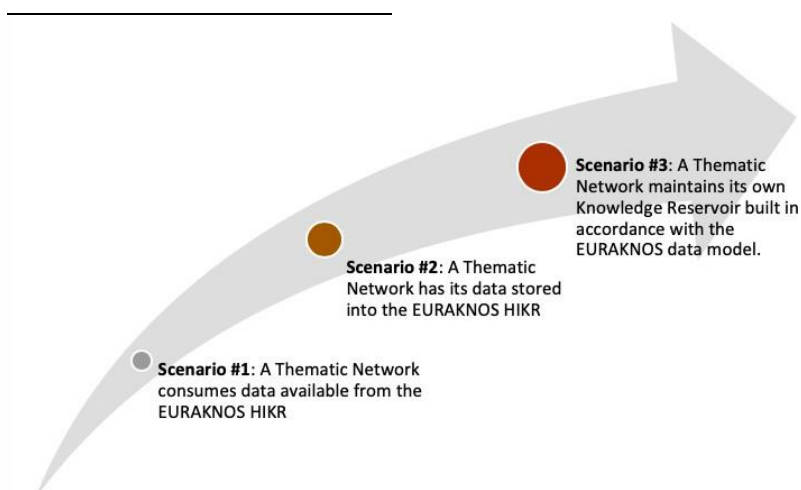 Scenario #3: A Thematic
Network maintains its own
Knowledge Reservoir built in
accordance with the
EURAKNOS data model.
Scenario #2: A Thematic
Network has its data stored
into the EURAKNOS HIKR
Scenario #1: A Thematic Network
consumes data available from the
EURAKNOS HIKR